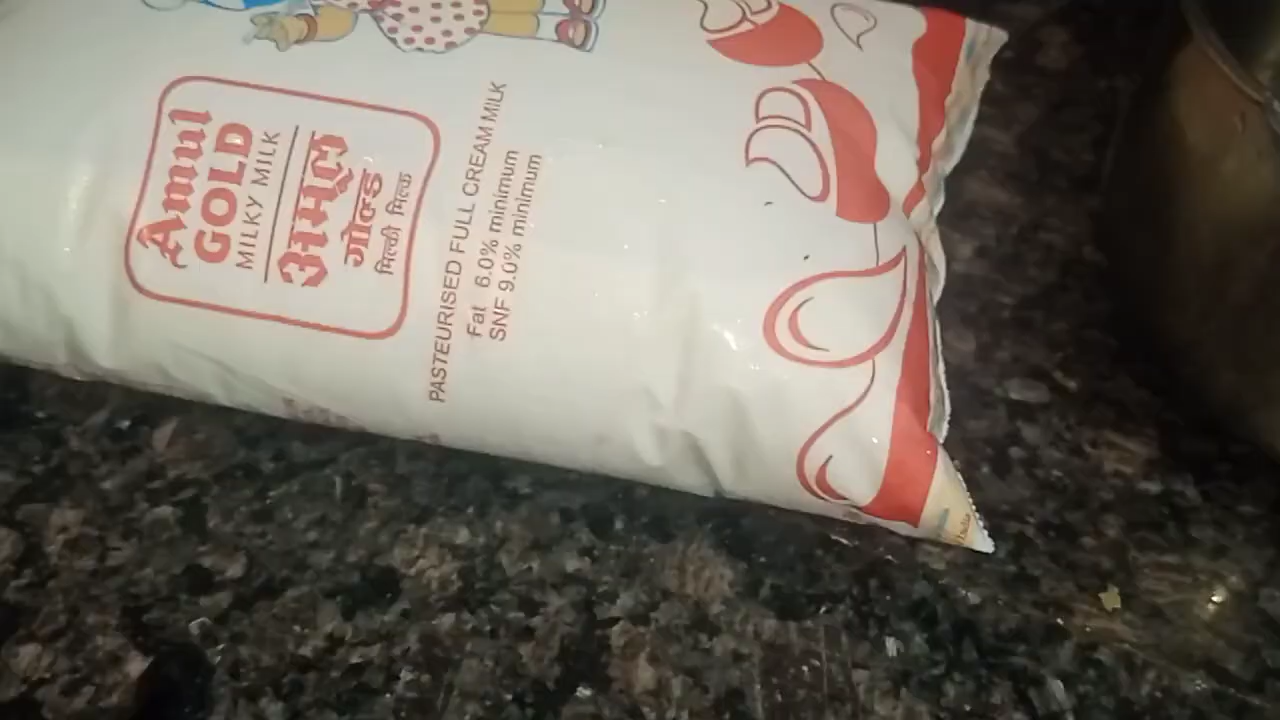 Amul
GOLD
MILKY MILK
अमूल
गोल्ड
मिल्की मिल्क
PASTEURISED FULL CREAM MILK
Fat 6.0% minimum
SNF 9.0% minimum